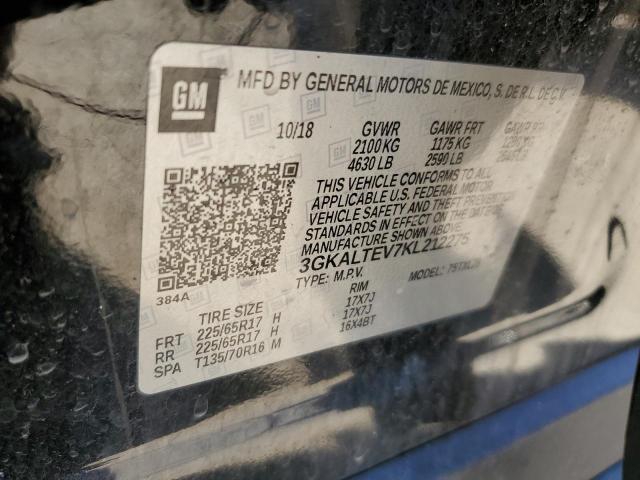 GM
MFD BY GENERAL MOTORS DE MEXICO, S. DE R.L. DE C.V.
10/18 GVWR GAWR FRT GAWR RR
2100 KG 1175 KG
4630 LB 2590 LB
THIS VEHICLE CONFORMS TO ALL
APPLICABLE U.S. FEDERAL MOTOR
VEHICLE SAFETY AND THEFT PREVENTION
STANDARDS IN EFFECT ON THE DATE OF
MANUFACTURE SHOWN ABOVE.
3GKALTEV7KL212275
TYPE: M.P.V. MODEL:
384A
TIRE SIZE RIM
FRT 225/65R17 H 17X7J
RR 225/65R17 H 17X7J
SPA T135/70R16 M 16X4BT